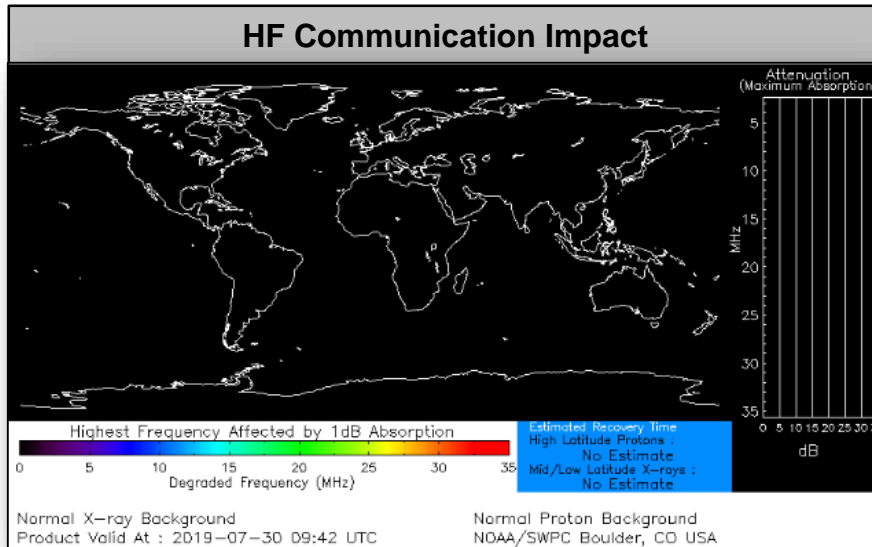 HF Communication Impact
Attenuation
(Maximum Absorption)
5
10
15
20
25
30
35
MHz
0 5 10 15 20 25 30
dB
Highest Frequency Affected by 1dB Absorption
0 5 10 15 20 25 30 35
Degraded Frequency (MHz)
Estimated Recovery Time
High Latitude Protons :
No Estimate
Mid/Low Latitude X-rays :
No Estimate
Normal X-ray Background
Product Valid At : 2019-07-30 09:42 UTC
Normal Proton Background
NOAA/SWPC Boulder, CO USA